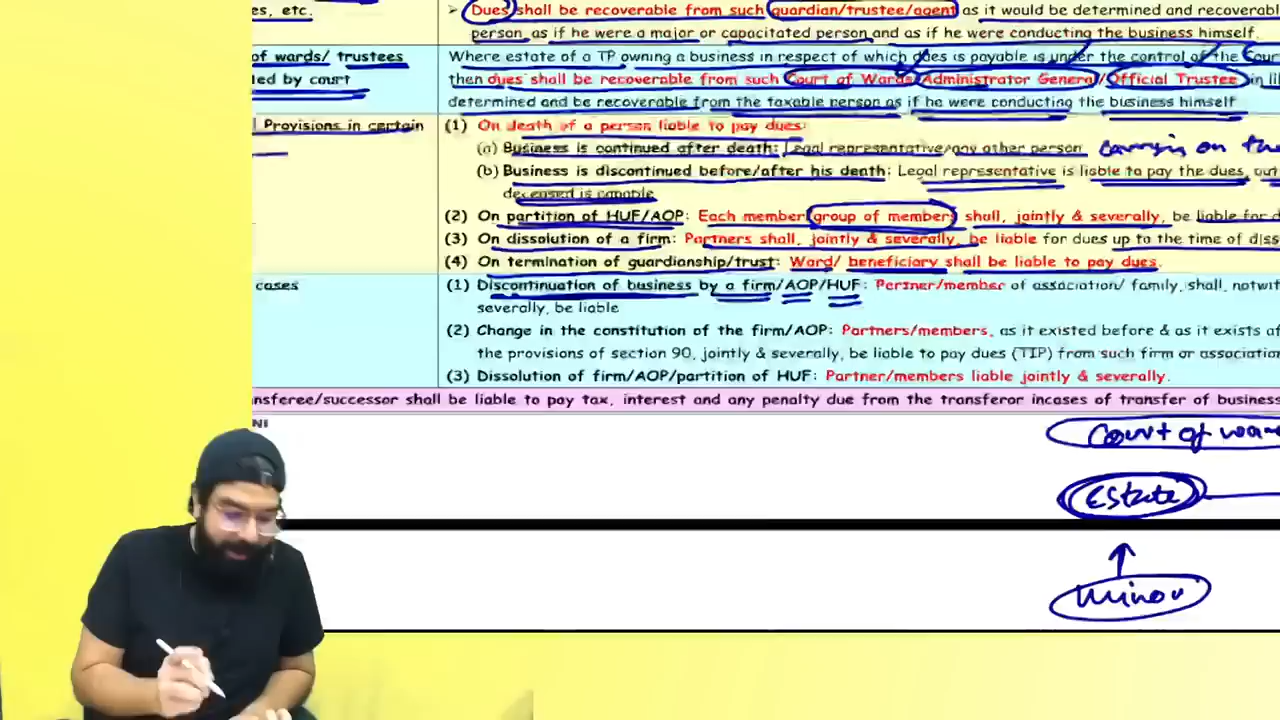 es, etc.
➢ Dues shall be recoverable from such guardian/trustee/agent as it would be determined and recoverabl
person, as if he were a major or capacitated person and as if he were conducting the business himself.
of wards/ trustees
led by court
Where estate of a TP owning a business in respect of which dues is payable is under the control of the Cour
then dues shall be recoverable from such Court of Wards/Administrator General/Official Trustee in li
determined and be recoverable from the taxable person as if he were conducting the business himself
l Provisions in certain
(1) On death of a person liable to pay dues:
(a) Business is continued after death: Legal representative/any other person carrying on the
(b) Business is discontinued before/after his death: Legal representative is liable to pay the dues, out
deceased is capable
(2) On partition of HUF/AOP: Each member/group of members shall, jointly & severally, be liable for d
(3) On dissolution of a firm: Partners shall, jointly & severally, be liable for dues up to the time of diss
(4) On termination of guardianship/trust: Ward/ beneficiary shall be liable to pay dues.
cases
(1) Discontinuation of business by a firm/AOP/HUF: Partner/member of association/ family, shall, notwit
severally, be liable
(2) Change in the constitution of the firm/AOP: Partners/members, as it existed before & as it exists af
the provisions of section 90, jointly & severally, be liable to pay dues (TIP) from such firm or associatio
(3) Dissolution of firm/AOP/partition of HUF: Partner/members liable jointly & severally.
nsferee/successor shall be liable to pay tax, interest and any penalty due from the transferor incases of transfer of business
NI
Court of war
Estate
Minor